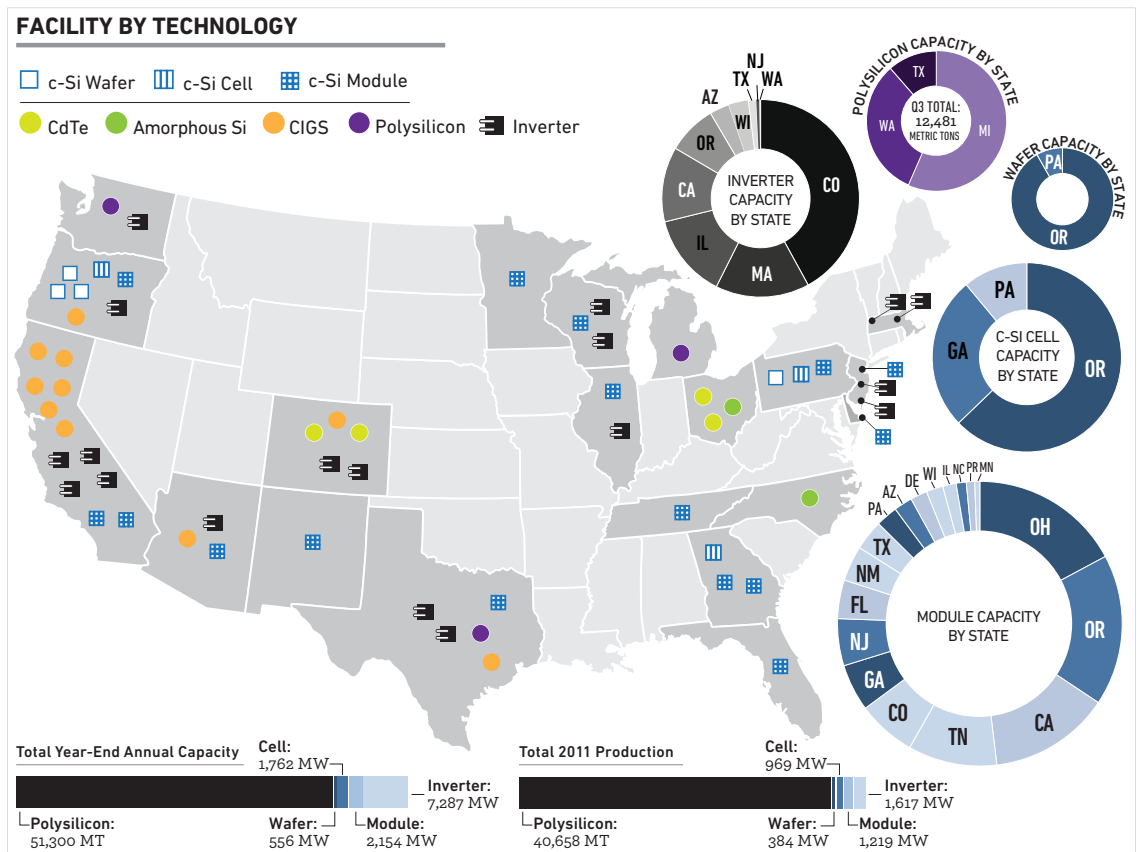 FACILITY BY TECHNOLOGY
c-Si Wafer
c-Si Cell
c-Si Module
CdTe
Amorphous Si
CIGS
Polysilicon
Inverter
INVERTER
CAPACITY
BY STATE
CO
MA
IL
CA
OR
AZ
WI
TX
NJ
WA
POLYSILICON CAPACITY BY STATE
Q3 TOTAL:
12,481
METRIC TONS
MI
WA
TX
WAFER CAPACITY BY STATE
PA
OR
C-SI CELL
CAPACITY
BY STATE
PA
GA
OR
MODULE CAPACITY
BY STATE
OH
OR
CA
TN
CO
GA
NJ
FL
NM
TX
PA
AZ
DE
WI
IL
NC
PR
MN
Total Year-End Annual Capacity
Cell:
1,762 MW
Inverter:
7,287 MW
Polysilicon:
51,300 MT
Wafer:
556 MW
Module:
2,154 MW
Total 2011 Production
Cell:
969 MW
Inverter:
1,617 MW
Polysilicon:
40,658 MT
Wafer:
384 MW
Module:
1,219 MW